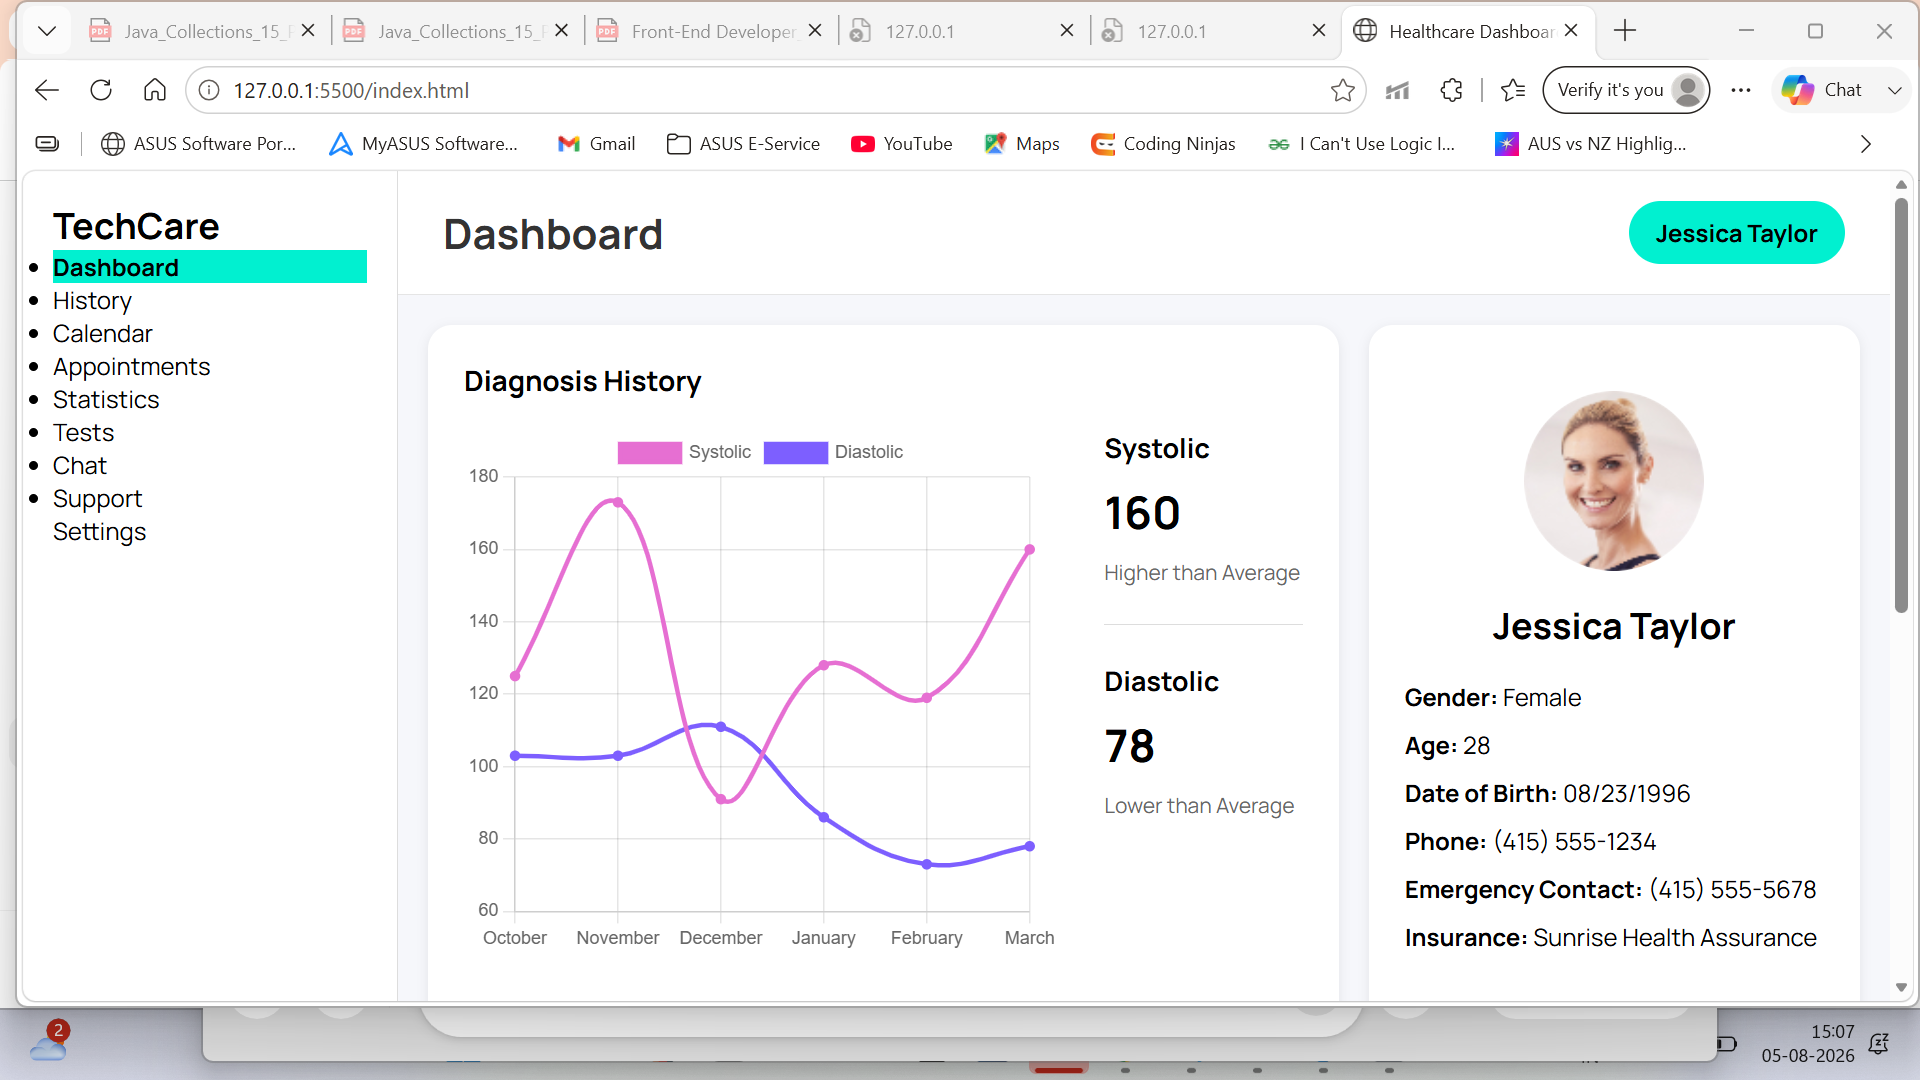 Java_Collections_15_
Java_Collections_15_
Front-End Developer
127.0.0.1
127.0.0.1
Healthcare Dashboar
127.0.0.1:5500/index.html
Verify it's you
Chat
ASUS Software Por...
MyASUS Software...
Gmail
ASUS E-Service
YouTube
Maps
Coding Ninjas
I Can't Use Logic I...
AUS vs NZ Highlig...
TechCare
Dashboard
History
Calendar
Appointments
Statistics
Tests
Chat
Support
Settings
Dashboard
Jessica Taylor
Diagnosis History
Systolic Diastolic
180
160
140
120
100
80
60
October November December January February March
Systolic
160
Higher than Average
Diastolic
78
Lower than Average
Jessica Taylor
Gender: Female
Age: 28
Date of Birth: 08/23/1996
Phone: (415) 555-1234
Emergency Contact: (415) 555-5678
Insurance: Sunrise Health Assurance
2
15:07
05-08-2026